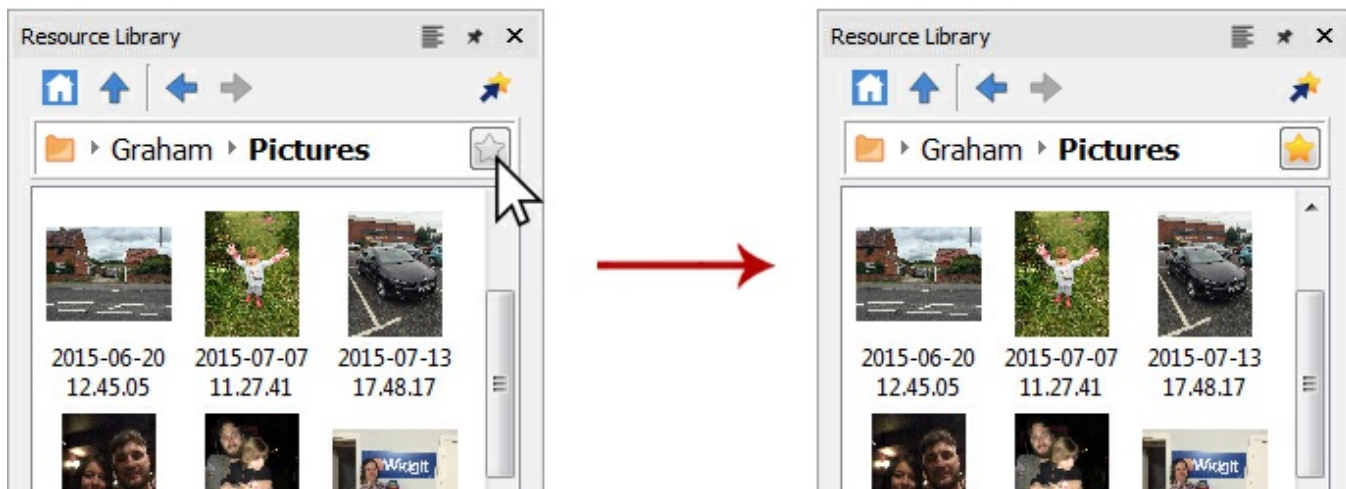 Resource Library
Graham Pictures
2015-06-20 2015-07-07 2015-07-13
12.45.05 11.27.41 17.48.17
Widgit
Resource Library
Graham Pictures
2015-06-20 2015-07-07 2015-07-13
12.45.05 11.27.41 17.48.17
Widgit